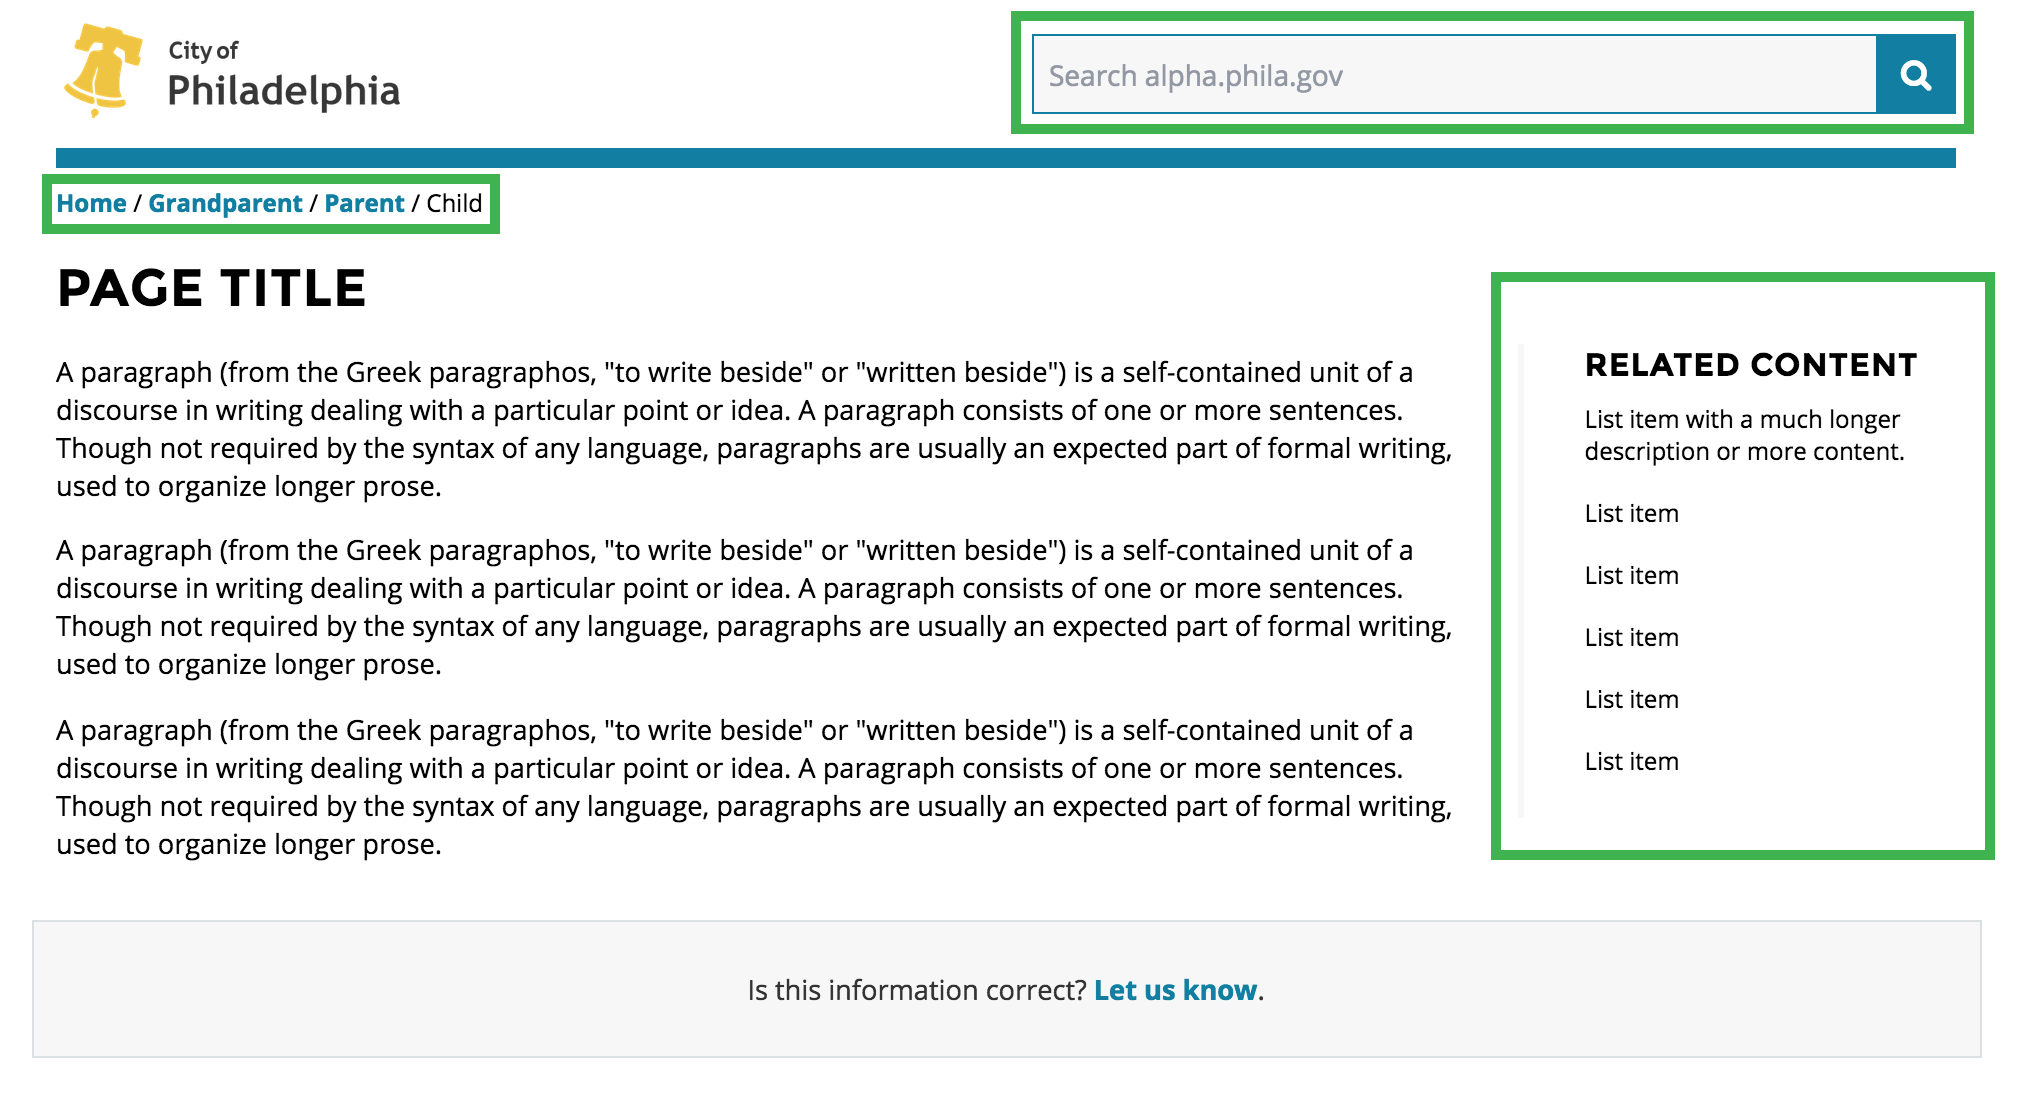 City of
Philadelphia
Search alpha.phila.gov
Home / Grandparent / Parent / Child
PAGE TITLE
A paragraph (from the Greek paragraphos, "to write beside" or "written beside") is a self-contained unit of a
discourse in writing dealing with a particular point or idea. A paragraph consists of one or more sentences.
Though not required by the syntax of any language, paragraphs are usually an expected part of formal writing,
used to organize longer prose.
A paragraph (from the Greek paragraphos, "to write beside" or "written beside") is a self-contained unit of a
discourse in writing dealing with a particular point or idea. A paragraph consists of one or more sentences.
Though not required by the syntax of any language, paragraphs are usually an expected part of formal writing,
used to organize longer prose.
A paragraph (from the Greek paragraphos, "to write beside" or "written beside") is a self-contained unit of a
discourse in writing dealing with a particular point or idea. A paragraph consists of one or more sentences.
Though not required by the syntax of any language, paragraphs are usually an expected part of formal writing,
used to organize longer prose.
RELATED CONTENT
List item with a much longer
description or more content.
List item
List item
List item
List item
List item
Is this information correct? Let us know.